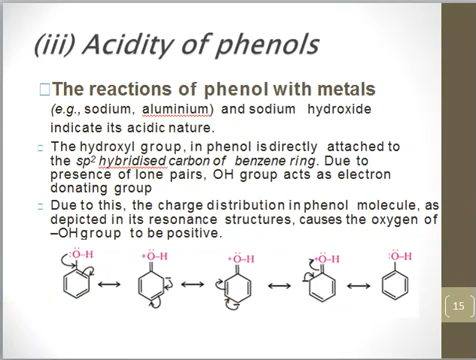 (iii) Acidity of phenols
The reactions of phenol with metals
(e.g., sodium, aluminium) and sodium hydroxide
indicate its acidic nature.
The hydroxyl group, in phenol is directly attached to
the sp² hybridised carbon of benzene ring. Due to
presence of lone pairs, OH group acts as electron
donating group
Due to this, the charge distribution in phenol molecule, as
depicted in its resonance structures, causes the oxygen of
–OH group to be positive.
:Ö–H +Ö–H +Ö–H +Ö–H :Ö–H
15